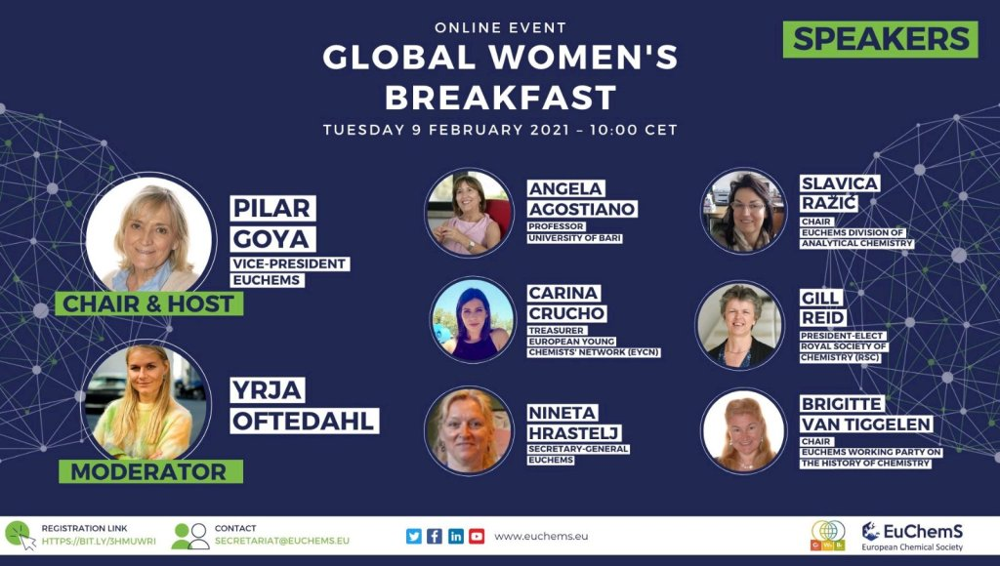 ONLINE EVENT
GLOBAL WOMEN'S
BREAKFAST
TUESDAY 9 FEBRUARY 2021 – 10:00 CET
SPEAKERS
PILAR
GOYA
VICE-PRESIDENT
EUCHEMS
CHAIR & HOST
YRJA
OFTEDAHL
MODERATOR
ANGELA
AGOSTIANO
PROFESSOR
UNIVERSITY OF BARI
CARINA
CRUCHO
TREASURER
EUROPEAN YOUNG
CHEMISTS' NETWORK (EYCN)
NINETA
HRASTELJ
SECRETARY-GENERAL
EUCHEMS
SLAVICA
RAŽIĆ
CHAIR
EUCHEMS DIVISION OF
ANALYTICAL CHEMISTRY
GILL
REID
PRESIDENT-ELECT
ROYAL SOCIETY OF
CHEMISTRY (RSC)
BRIGITTE
VAN TIGGELEN
CHAIR
EUCHEMS WORKING PARTY ON
THE HISTORY OF CHEMISTRY
REGISTRATION LINK
HTTPS://BIT.LY/3HMUWRI
CONTACT
SECRETARIAT@EUCHEMS.EU
www.euchems.eu
G W B
EuChemS
European Chemical Society